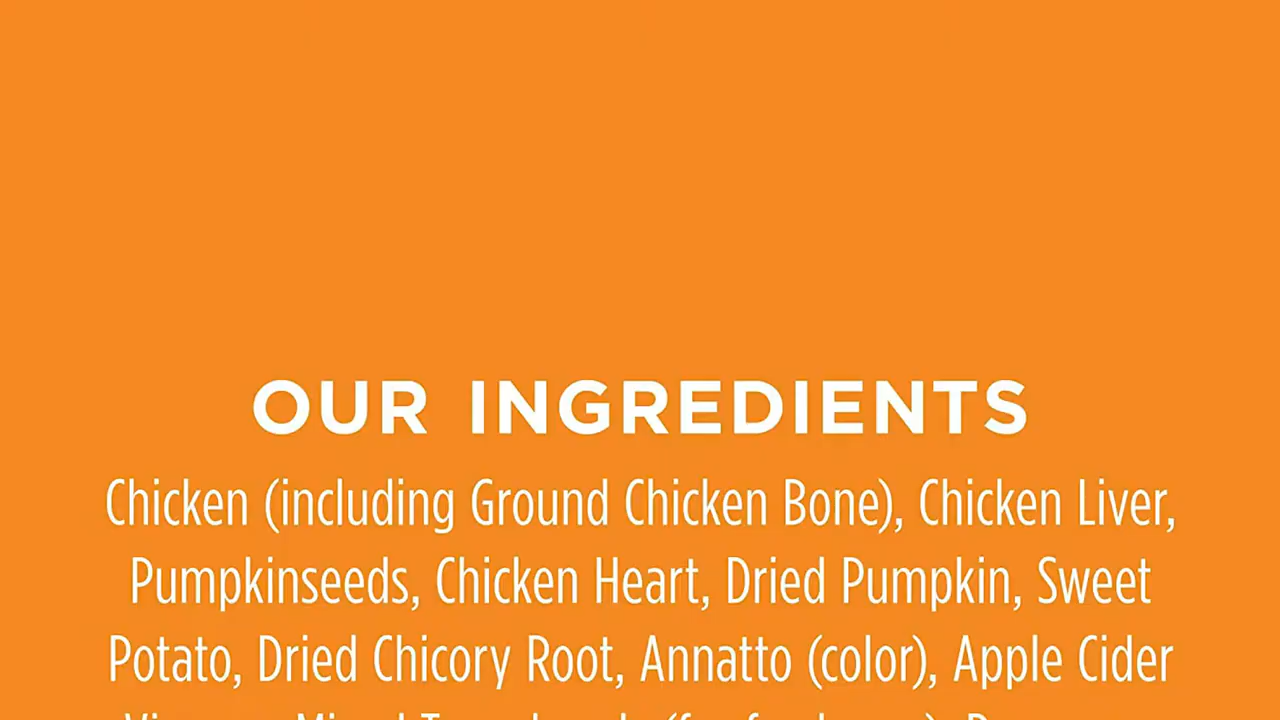 OUR INGREDIENTS
Chicken (including Ground Chicken Bone), Chicken Liver,
Pumpkinseeds, Chicken Heart, Dried Pumpkin, Sweet
Potato, Dried Chicory Root, Annatto (color), Apple Cider